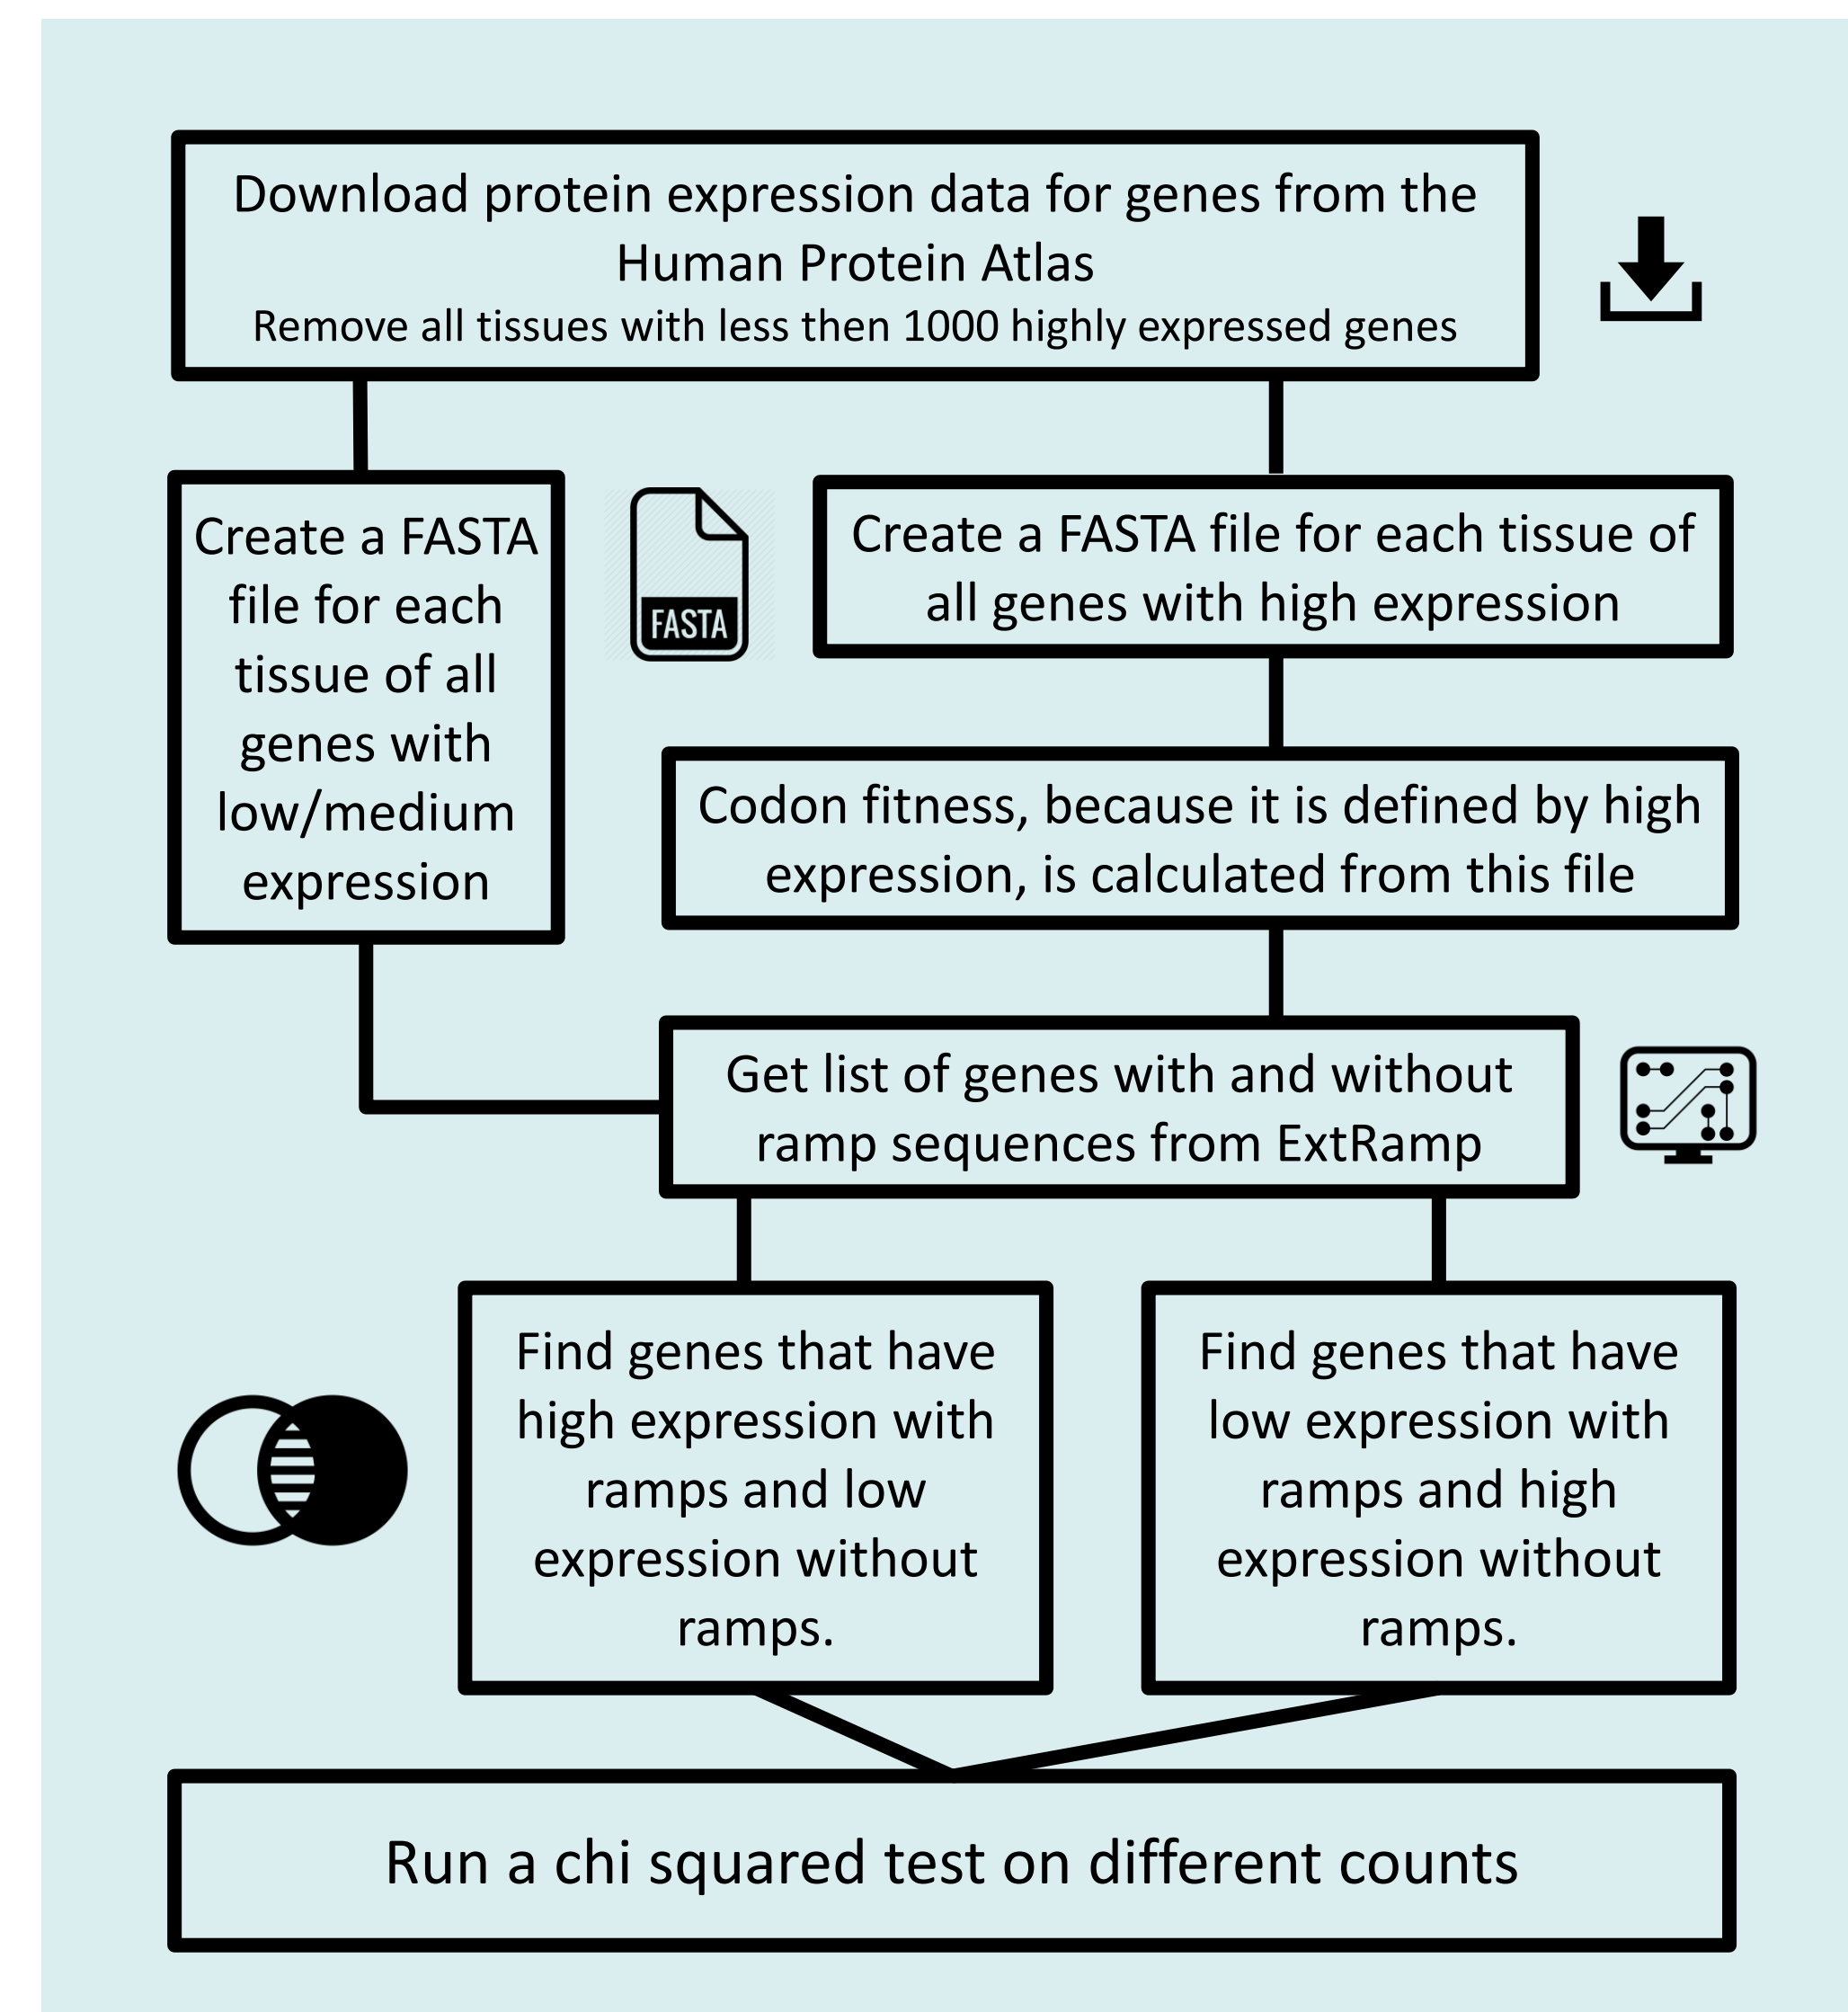 Download protein expression data for genes from the
Human Protein Atlas
Remove all tissues with less then 1000 highly expressed genes
Create a FASTA
file for each
tissue of all
genes with
low/medium
expression
FASTA
Create a FASTA file for each tissue of
all genes with high expression
Codon fitness, because it is defined by high
expression, is calculated from this file
Get list of genes with and without
ramp sequences from ExtRamp
Find genes that have
high expression with
ramps and low
expression without
ramps.
Find genes that have
low expression with
ramps and high
expression without
ramps.
Run a chi squared test on different counts